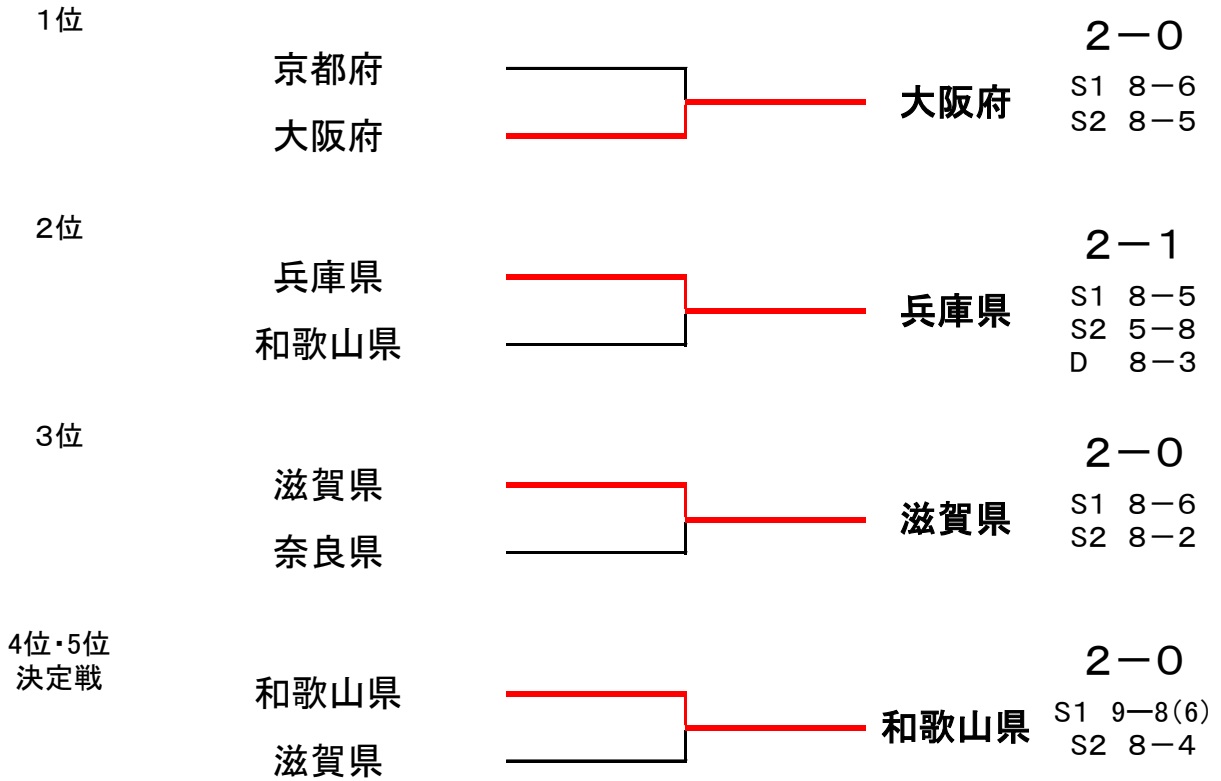 １位
京都府
大阪府
大阪府
２－０
Ｓ１ ８－６
Ｓ２ ８－５
２位
兵庫県
和歌山県
兵庫県
２－１
Ｓ１ ８－５
Ｓ２ ５－８
Ｄ ８－３
３位
滋賀県
奈良県
滋賀県
２－０
Ｓ１ ８－６
Ｓ２ ８－２
4位・5位
決定戦
和歌山県
滋賀県
和歌山県
２－０
Ｓ１ 9－8(6)
Ｓ２ ８－４